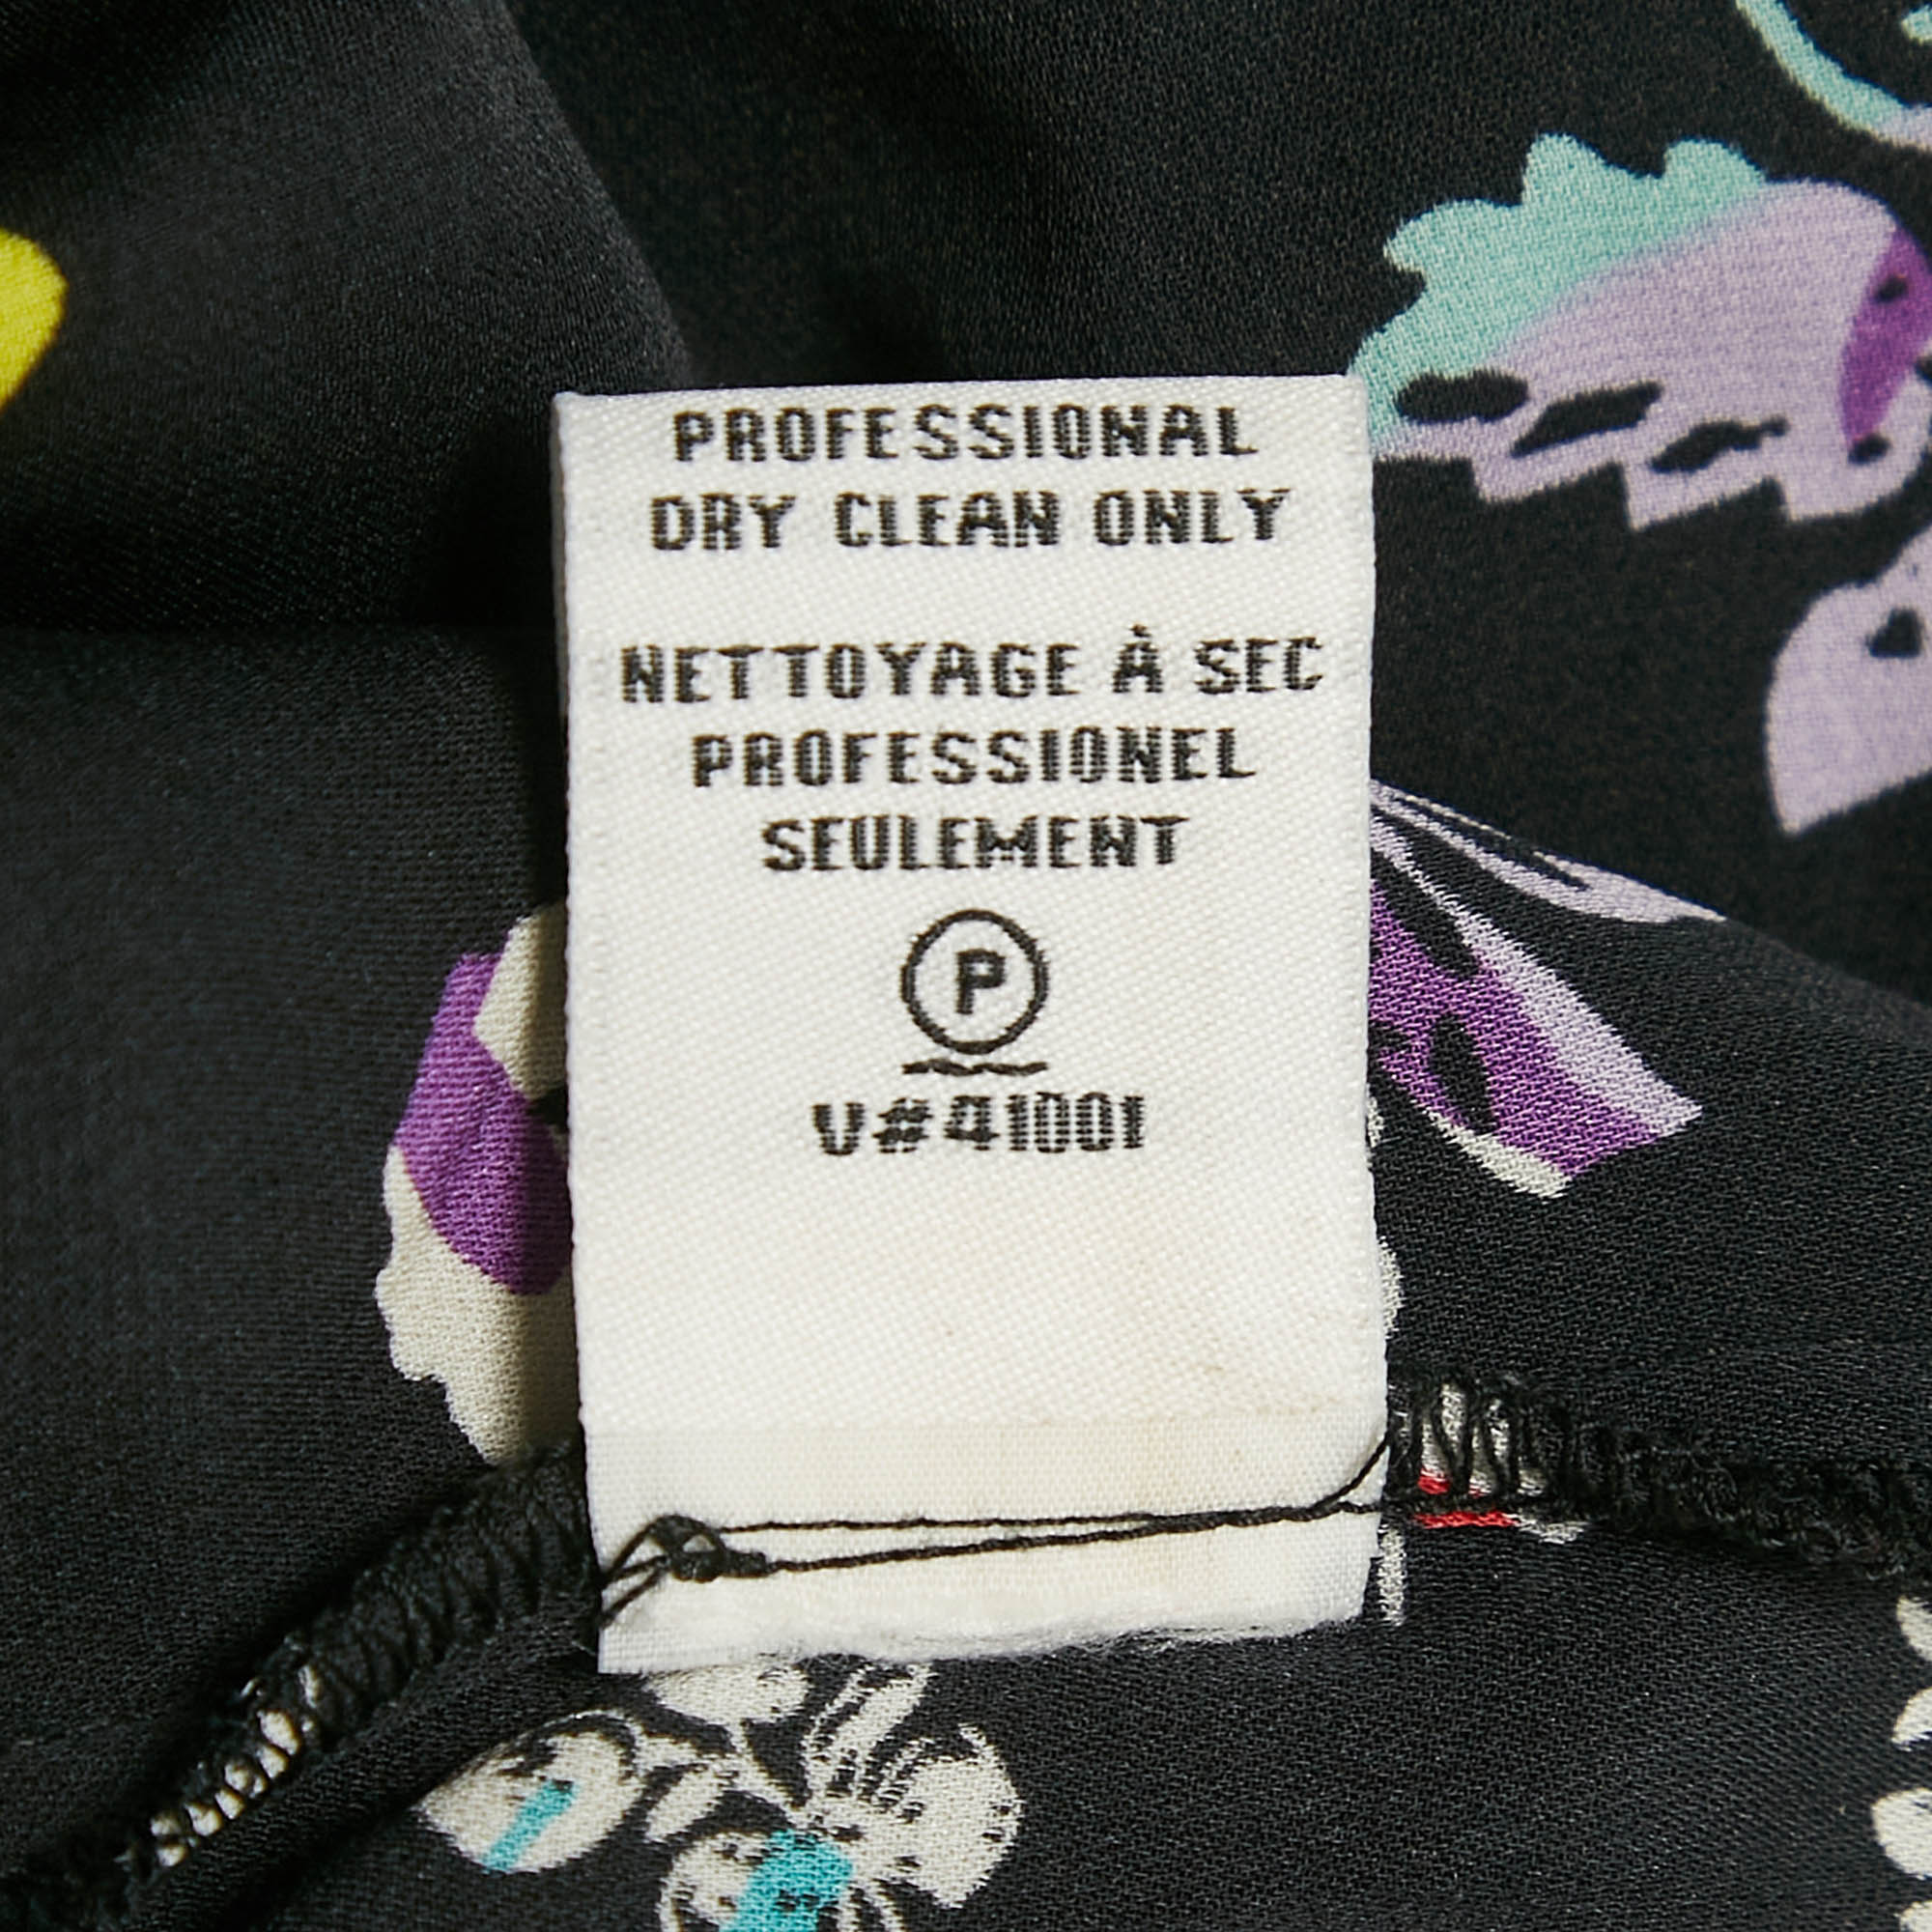 PROFESSIONAL
DRY CLEAN ONLY
NETTOYAGE À SEC
PROFESSIONEL
SEULEMENT
P
V#41001